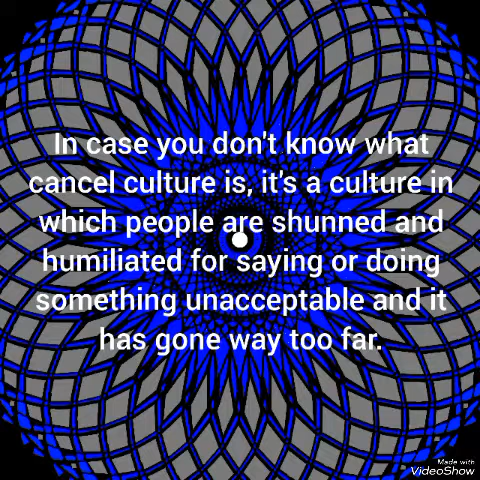 In case you don't know what
cancel culture is, it's a culture in
which people are shunned and
humiliated for saying or doing
something unacceptable and it
has gone way too far.
Made with
VideoShow